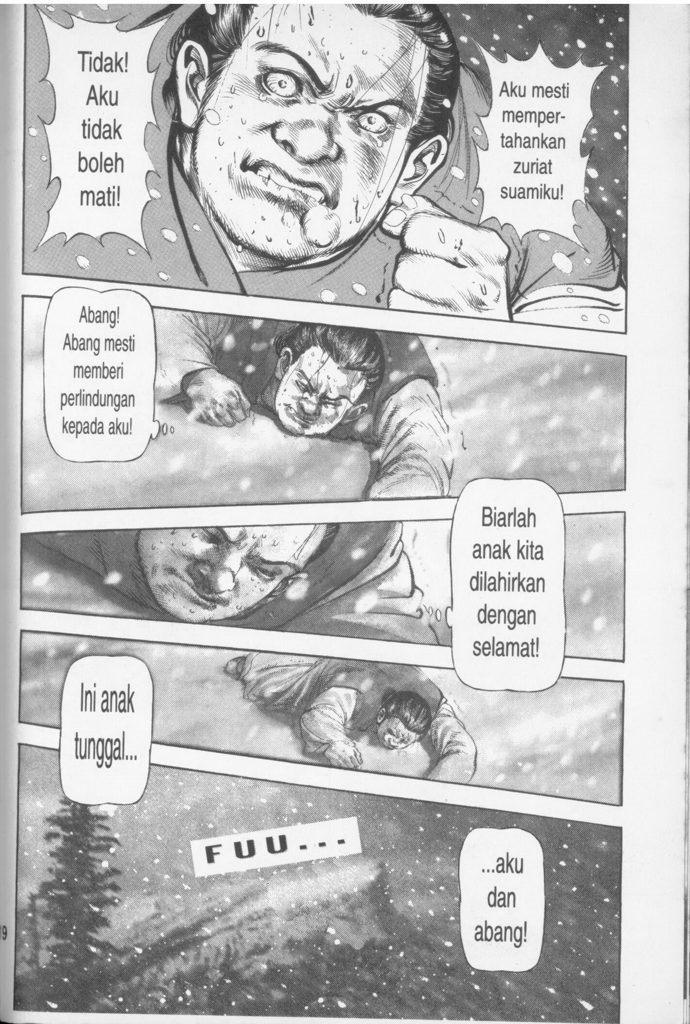 Tidak!
Aku
tidak
boleh
mati!
Aku mesti
memper-
tahankan
zuriat
suamiku!
Abang!
Abang mesti
memberi
perlindungan
kepada aku!
Biarlah
anak kita
dilahirkan
dengan
selamat!
Ini anak
tunggal...
FUU...
...aku
dan
abang!
9